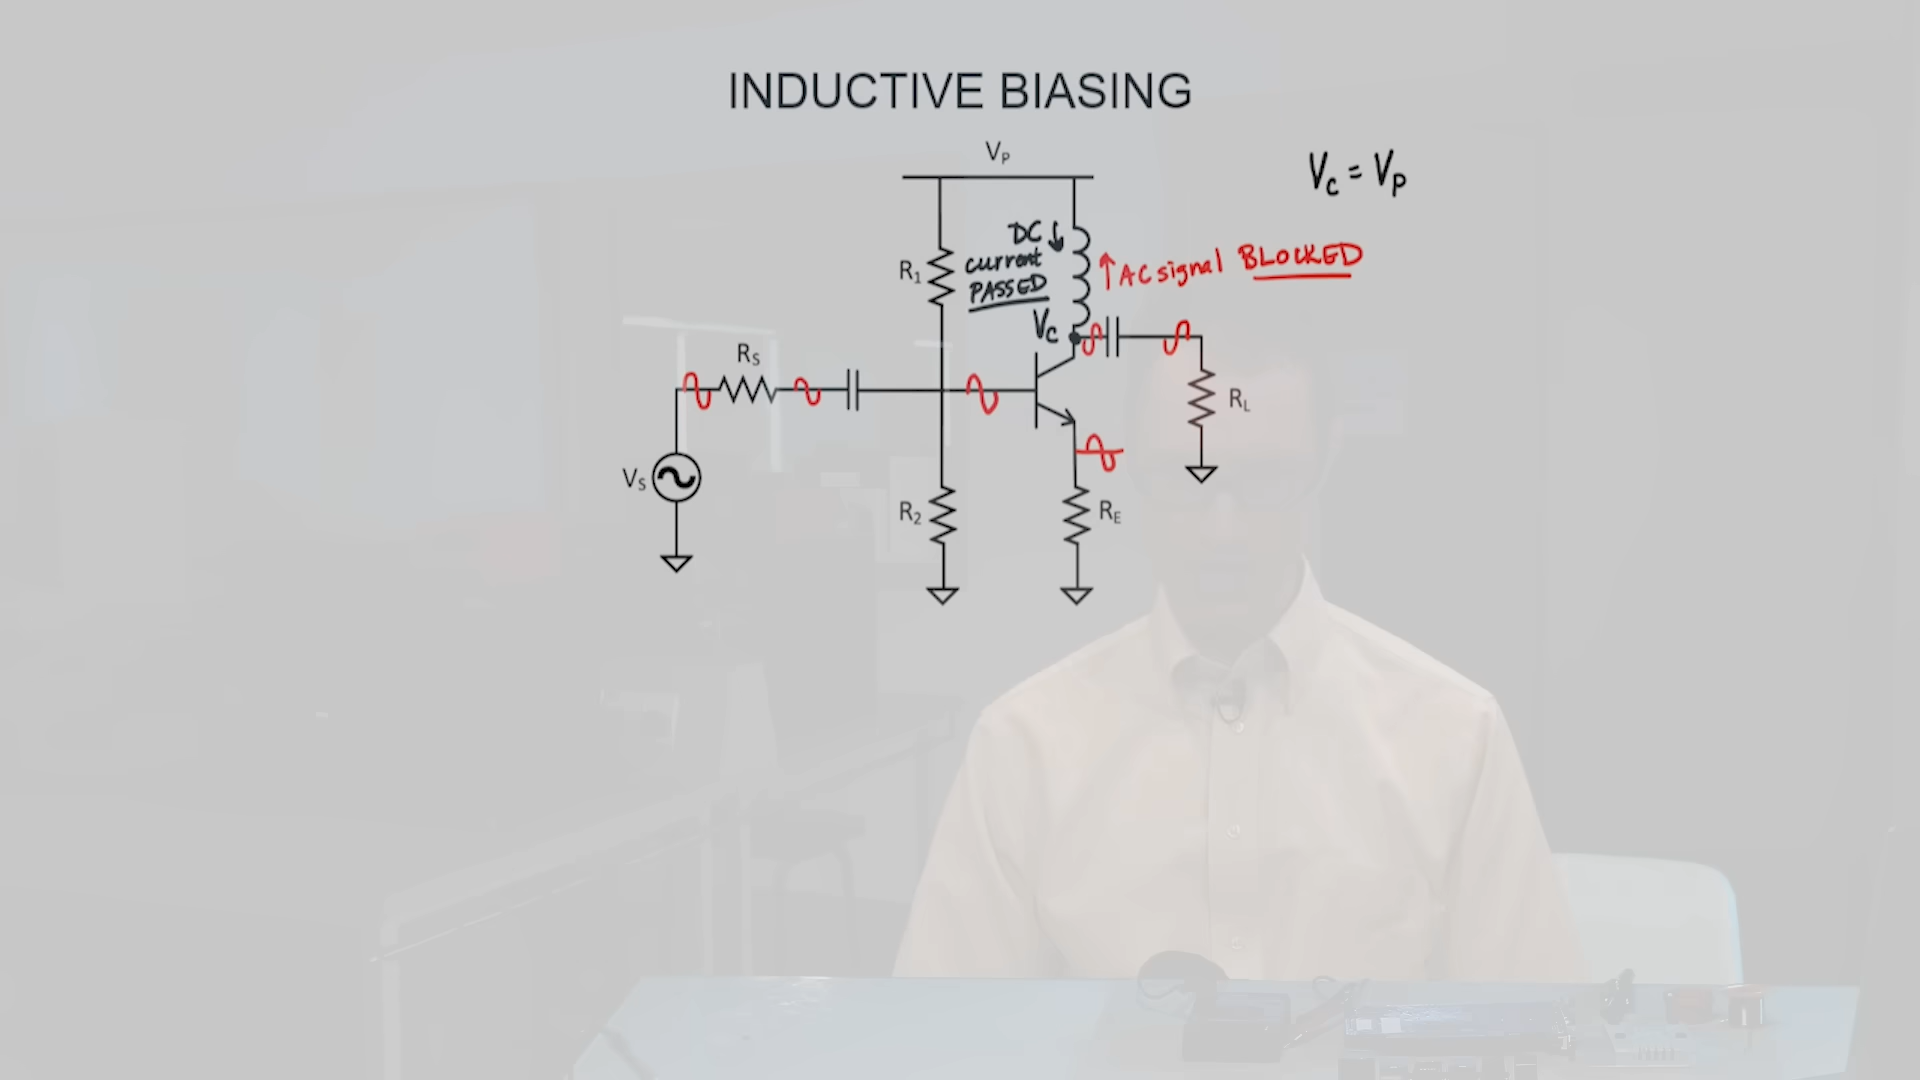 INDUCTIVE BIASING
V_P
V_C = V_P
DC ↓
current
PASSED
↑ AC signal BLOCKED
R_1
V_C
R_S
R_L
V_S
R_2
R_E